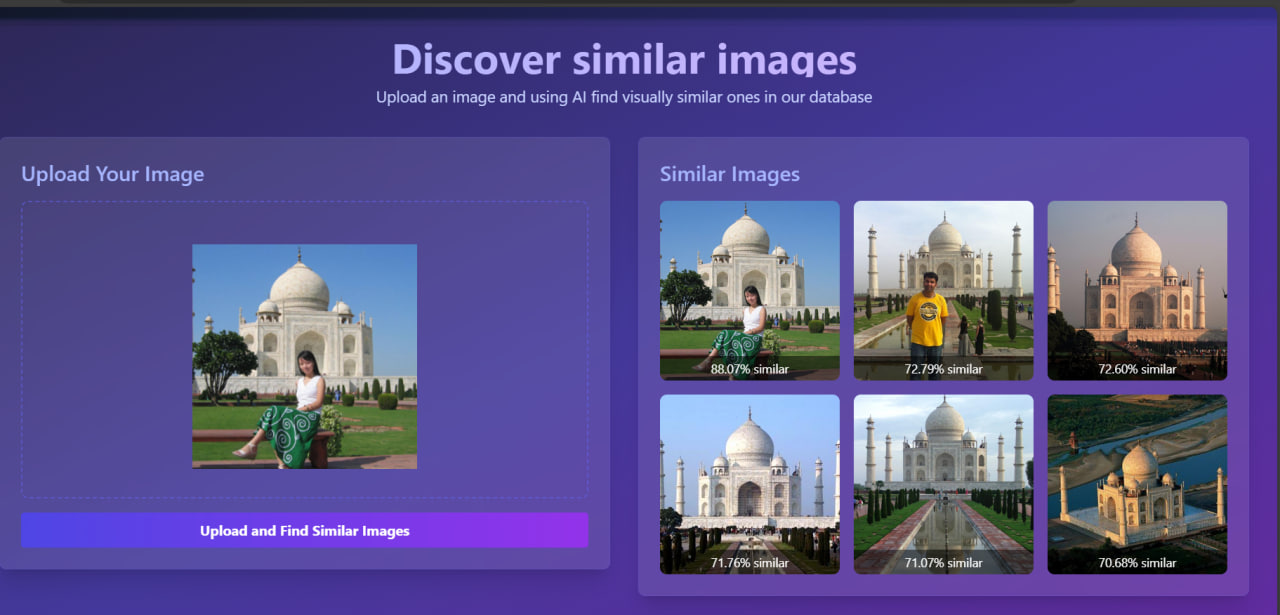 Discover similar images
Upload an image and using AI find visually similar ones in our database
Upload Your Image
Upload and Find Similar Images
Similar Images
88.07% similar
72.79% similar
72.60% similar
71.76% similar
71.07% similar
70.68% similar